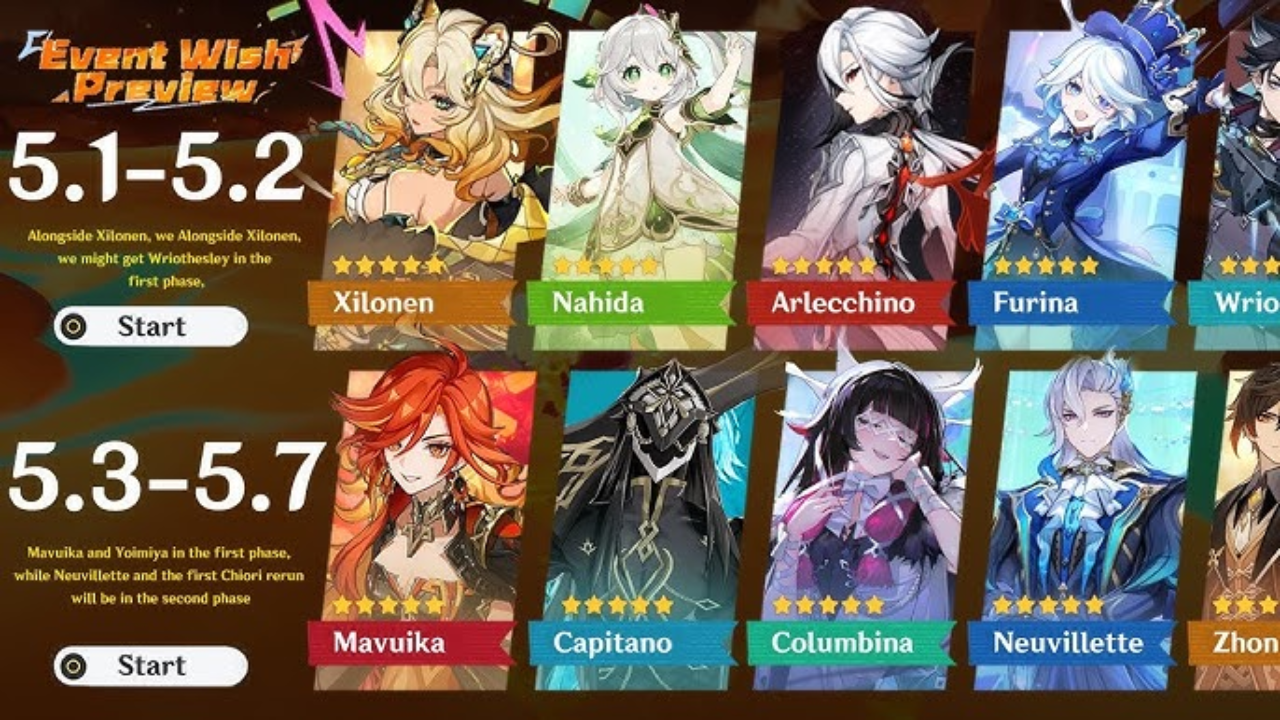 Event Wish
Preview
5.1-5.2
Alongside Xilonen, we Alongside Xilonen,
we might get Wriothesley in the
first phase,
Start
Xilonen
Nahida
Arlecchino
Furina
Wrio
5.3-5.7
Mavuika and Yoimiya in the first phase,
while Neuvillette and the first Chiori rerun
will be in the second phase
Start
Mavuika
Capitano
Columbina
Neuvillette
Zhon